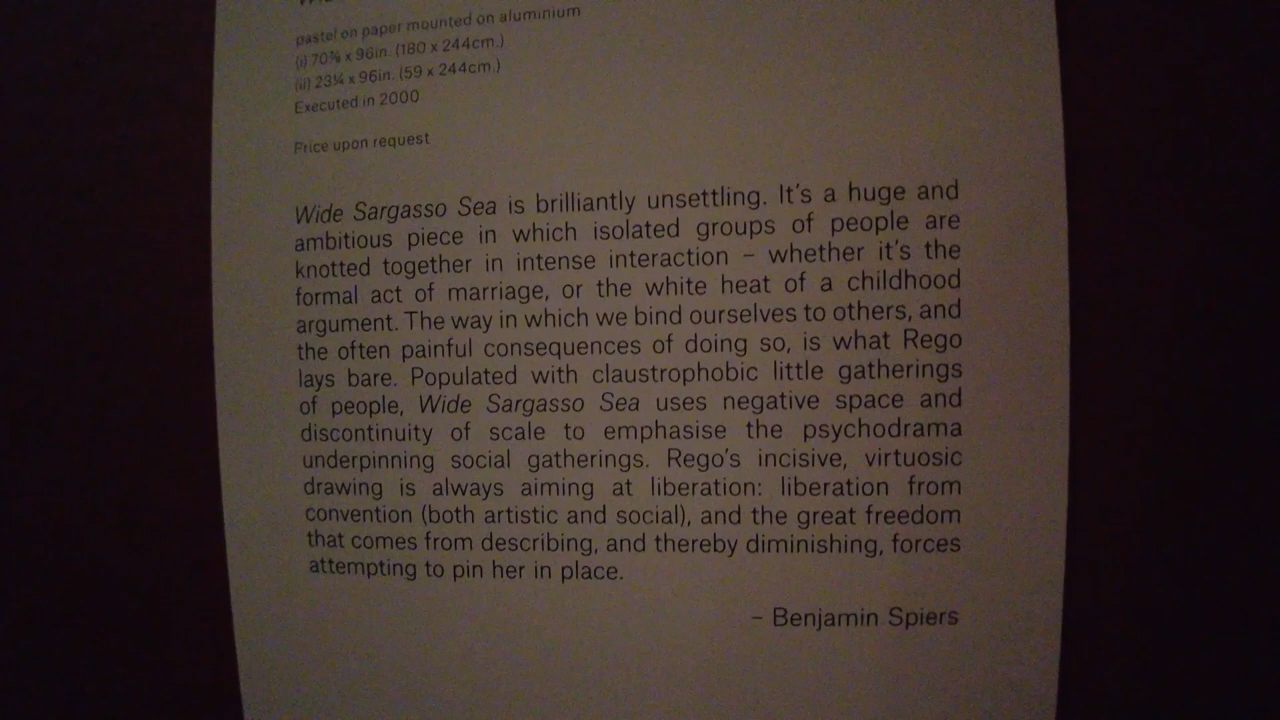 pastel on paper mounted on aluminium
(i) 70⅞ x 96in. (180 x 244cm.)
(ii) 23¼ x 96in. (59 x 244cm.)
Executed in 2000
Price upon request
Wide Sargasso Sea is brilliantly unsettling. It's a huge and
ambitious piece in which isolated groups of people are
knotted together in intense interaction – whether it's the
formal act of marriage, or the white heat of a childhood
argument. The way in which we bind ourselves to others, and
the often painful consequences of doing so, is what Rego
lays bare. Populated with claustrophobic little gatherings
of people, Wide Sargasso Sea uses negative space and
discontinuity of scale to emphasise the psychodrama
underpinning social gatherings. Rego's incisive, virtuosic
drawing is always aiming at liberation: liberation from
convention (both artistic and social), and the great freedom
that comes from describing, and thereby diminishing, forces
attempting to pin her in place.
– Benjamin Spiers